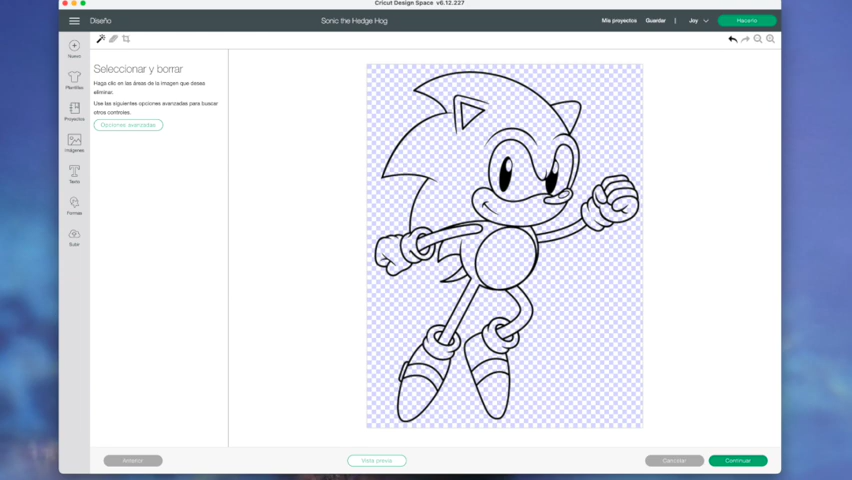 Cricut Design Space v6.12.227
Diseño
Sonic the Hedge Hog
Mis proyectos
Guardar
|
Joy
Hacerlo
Nuevo
Plantillas
Proyectos
Imágenes
Texto
Formas
Subir
Seleccionar y borrar
Haga clic en las áreas de la imagen que desea
eliminar.
Use las siguientes opciones avanzadas para buscar
otros controles.
Opciones avanzadas
Anterior
Vista previa
Cancelar
Continuar